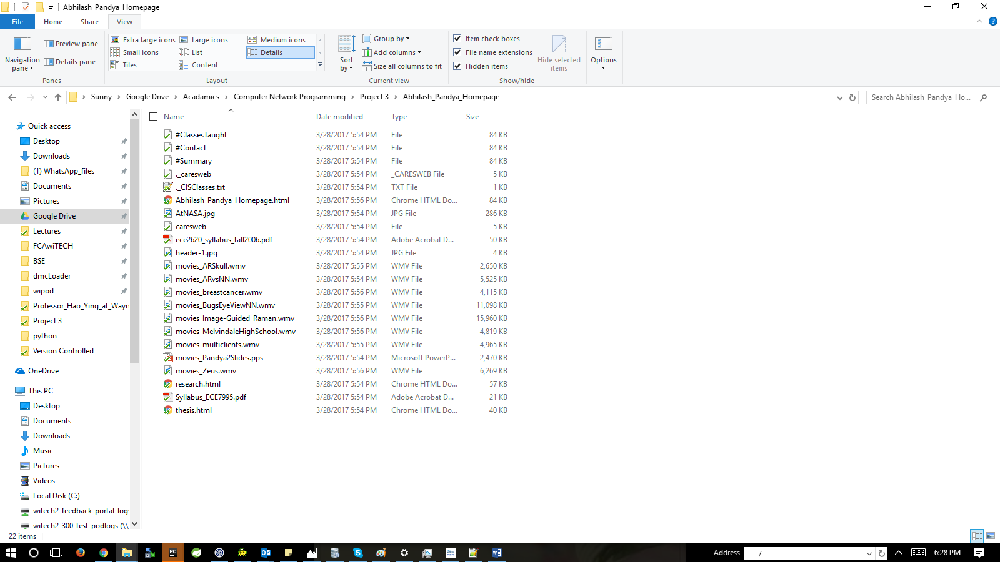 Abhilash_Pandya_Homepage
File Home Share View
Navigation pane
Preview pane
Details pane
Panes
Extra large icons Large icons Medium icons
Small icons List Details
Tiles Content
Layout
Sort by
Group by
Add columns
Size all columns to fit
Current view
Item check boxes
File name extensions
Hidden items
Hide selected items
Show/hide
Options
Sunny Google Drive Acadamics Computer Network Programming Project 3 Abhilash_Pandya_Homepage
Search Abhilash_Pandya_Ho...
Quick access
Desktop
Downloads
(1) WhatsApp_files
Documents
Pictures
Google Drive
Lectures
FCAwiTECH
BSE
dmcLoader
wipod
Professor_Hao_Ying_at_Wayn
Project 3
python
Version Controlled
OneDrive
This PC
Desktop
Documents
Downloads
Music
Pictures
Videos
Local Disk (C:)
witech2-feedback-portal-logs
witech2-300-test-podlogs (\\
Name Date modified Type Size
#ClassesTaught 3/28/2017 5:54 PM File 84 KB
#Contact 3/28/2017 5:54 PM File 84 KB
#Summary 3/28/2017 5:54 PM File 84 KB
._caresweb 3/28/2017 5:54 PM _CARESWEB File 5 KB
._CISClasses.txt 3/28/2017 5:54 PM TXT File 1 KB
Abhilash_Pandya_Homepage.html 3/28/2017 5:56 PM Chrome HTML Do... 84 KB
AtNASA.jpg 3/28/2017 5:54 PM JPG File 286 KB
caresweb 3/28/2017 5:54 PM File 5 KB
ece2620_syllabus_fall2006.pdf 3/28/2017 5:54 PM Adobe Acrobat D... 50 KB
header-1.jpg 3/28/2017 5:54 PM JPG File 4 KB
movies_ARSkull.wmv 3/28/2017 5:55 PM WMV File 2,650 KB
movies_ARvsNN.wmv 3/28/2017 5:54 PM WMV File 5,525 KB
movies_breastcancer.wmv 3/28/2017 5:56 PM WMV File 4,115 KB
movies_BugsEyeViewNN.wmv 3/28/2017 5:55 PM WMV File 11,098 KB
movies_Image-Guided_Raman.wmv 3/28/2017 5:56 PM WMV File 15,960 KB
movies_MelvindaleHighSchool.wmv 3/28/2017 5:56 PM WMV File 4,819 KB
movies_multiclients.wmv 3/28/2017 5:55 PM WMV File 4,965 KB
movies_Pandya2Slides.pps 3/28/2017 5:54 PM Microsoft PowerP... 2,470 KB
movies_Zeus.wmv 3/28/2017 5:56 PM WMV File 6,269 KB
research.html 3/28/2017 5:54 PM Chrome HTML Do... 57 KB
Syllabus_ECE7995.pdf 3/28/2017 5:54 PM Adobe Acrobat D... 21 KB
thesis.html 3/28/2017 5:54 PM Chrome HTML Do... 40 KB
22 items
Address / 6:28 PM